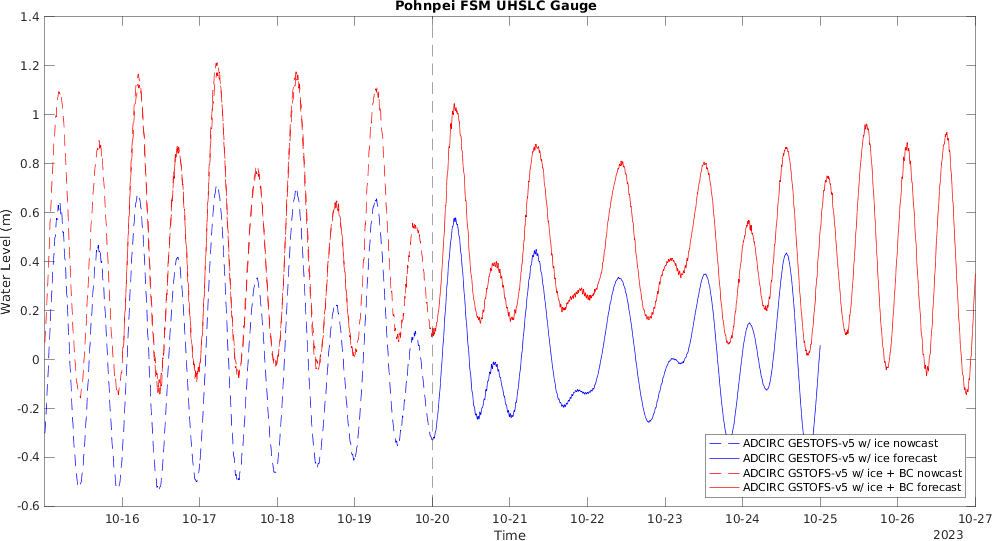 Pohnpei FSM UHSLC Gauge
Water Level (m)
1.4
1.2
1
0.8
0.6
0.4
0.2
0
-0.2
-0.4
-0.6
ADCIRC GESTOFS-v5 w/ ice nowcast
ADCIRC GESTOFS-v5 w/ ice forecast
ADCIRC GSTOFS-v5 w/ ice + BC nowcast
ADCIRC GSTOFS-v5 w/ ice + BC forecast
10-16 10-17 10-18 10-19 10-20 10-21 10-22 10-23 10-24 10-25 10-26 10-27
Time
2023